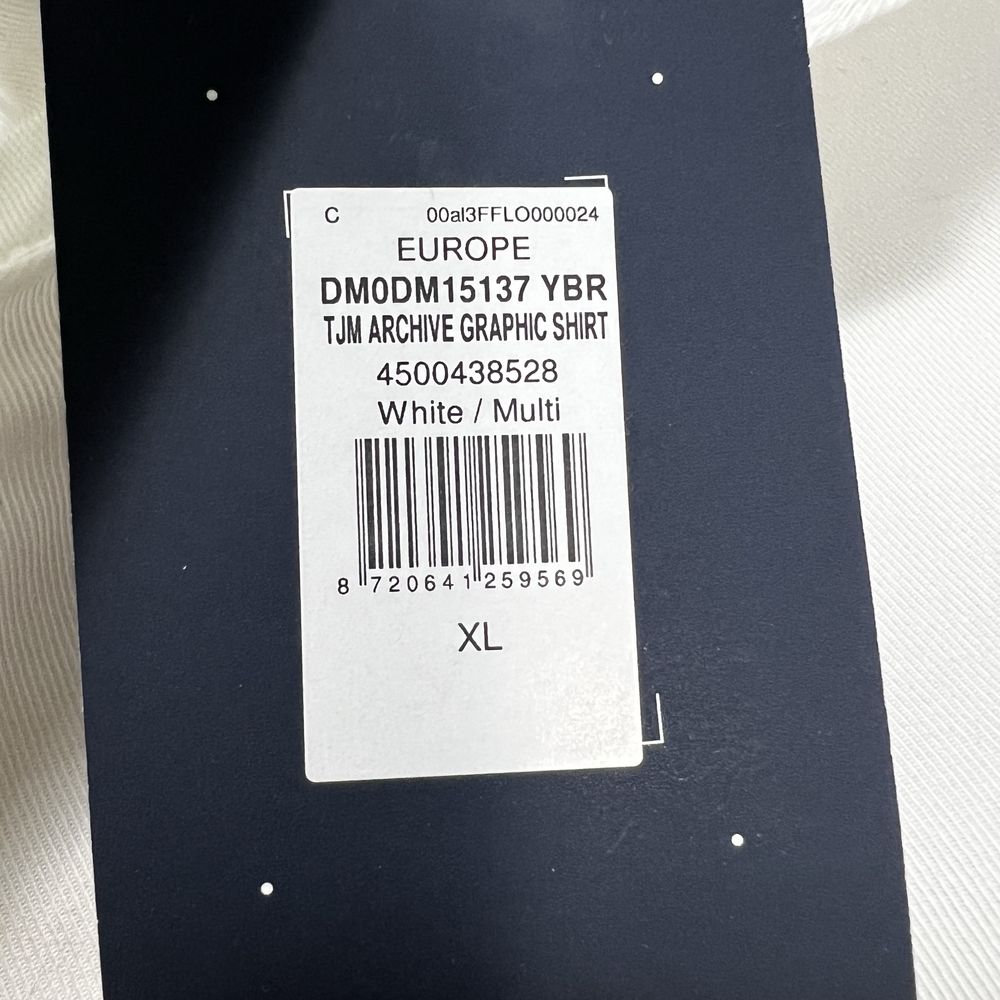 C 00al3FFLO000024
EUROPE
DM0DM15137 YBR
TJM ARCHIVE GRAPHIC SHIRT
4500438528
White / Multi
8 720641 259569
XL